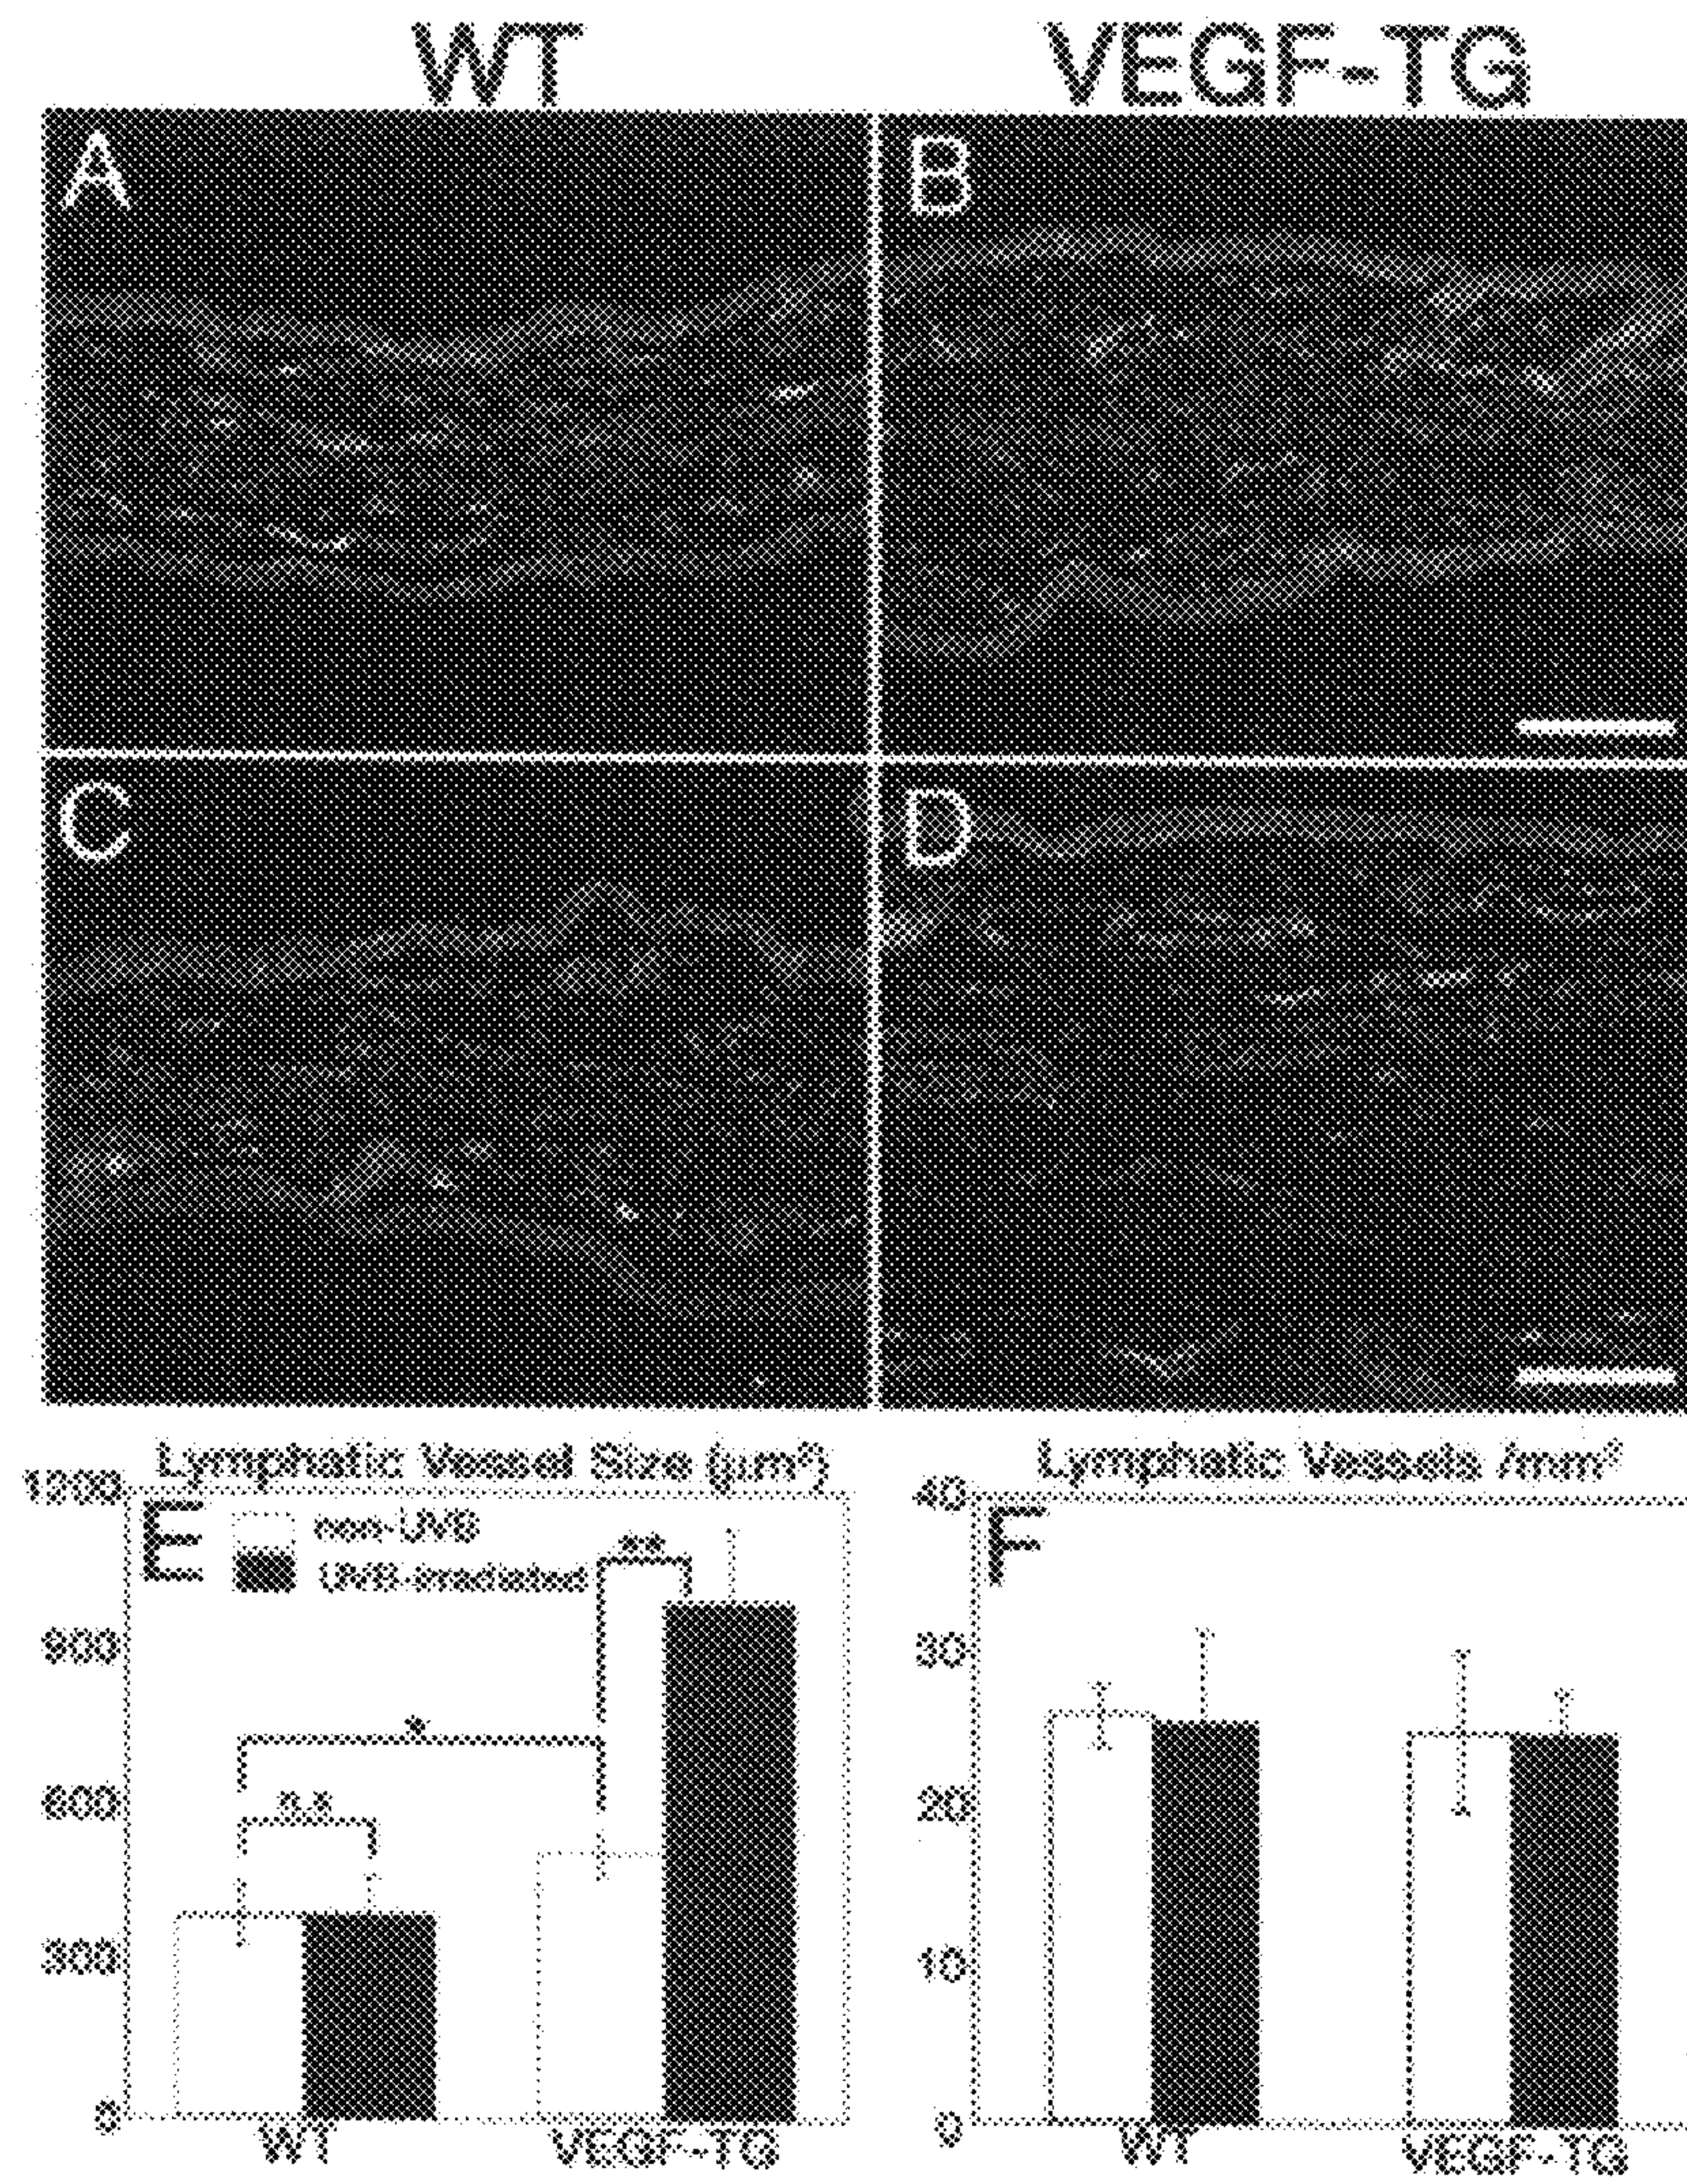 WT VEGF-TG
A B
C D
Lymphatic Vessel Size (μm²) Lymphatic Vessels /mm²
1200 E non-UVB ** 40 F
UVB-irradiated
900 30
*
600 n.s 20
300 10
0 0
WT VEGF-TG WT VEGF-TG